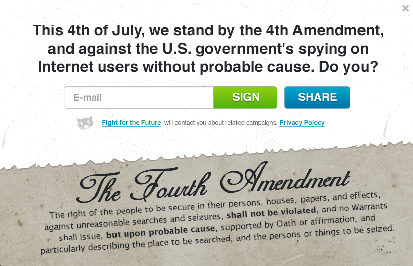 This 4th of July, we stand by the 4th Amendment,
and against the U.S. government's spying on
Internet users without probable cause. Do you?
E-mail
SIGN
SHARE
Fight for the Future will contact you about related campaigns. Privacy Polocy
The Fourth Amendment
The right of the people to be secure in their persons, houses, papers, and effects,
against unreasonable searches and seizures, shall not be violated, and no Warrants
shall issue, but upon probable cause, supported by Oath or affirmation, and
particularly describing the place to be searched, and the persons or things to be seized.